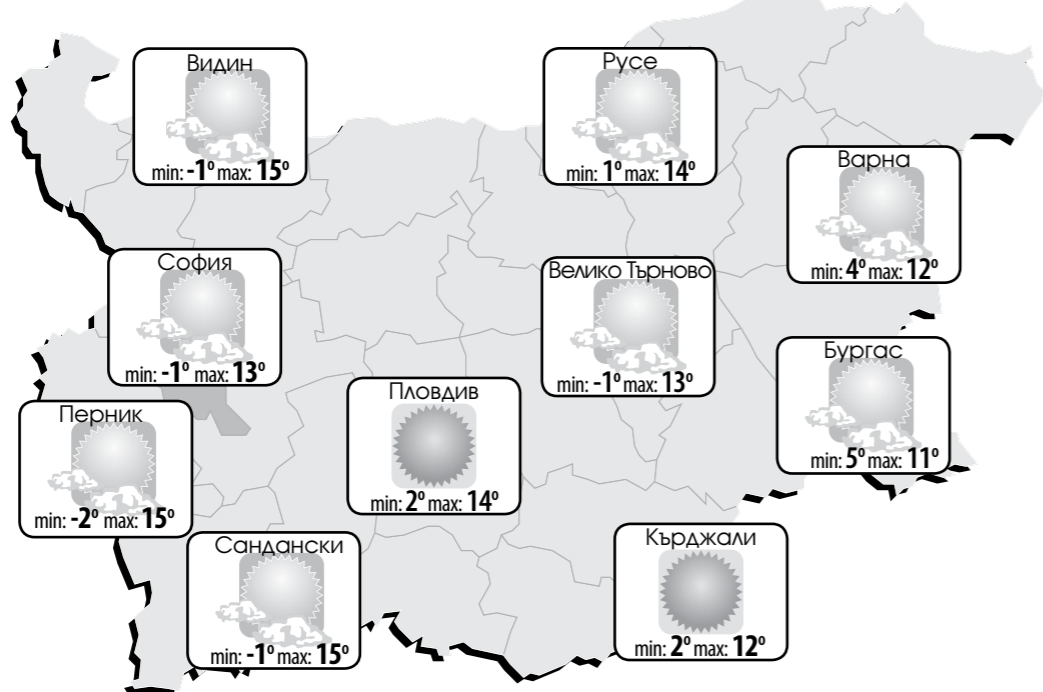 Видин
min: -1° max: 15°
Русе
min: 1° max: 14°
Варна
min: 4° max: 12°
София
min: -1° max: 13°
Велико Търново
min: -1° max: 13°
Бургас
min: 5° max: 11°
Пловдив
min: 2° max: 14°
Перник
min: -2° max: 15°
Сандански
min: -1° max: 15°
Кърджали
min: 2° max: 12°